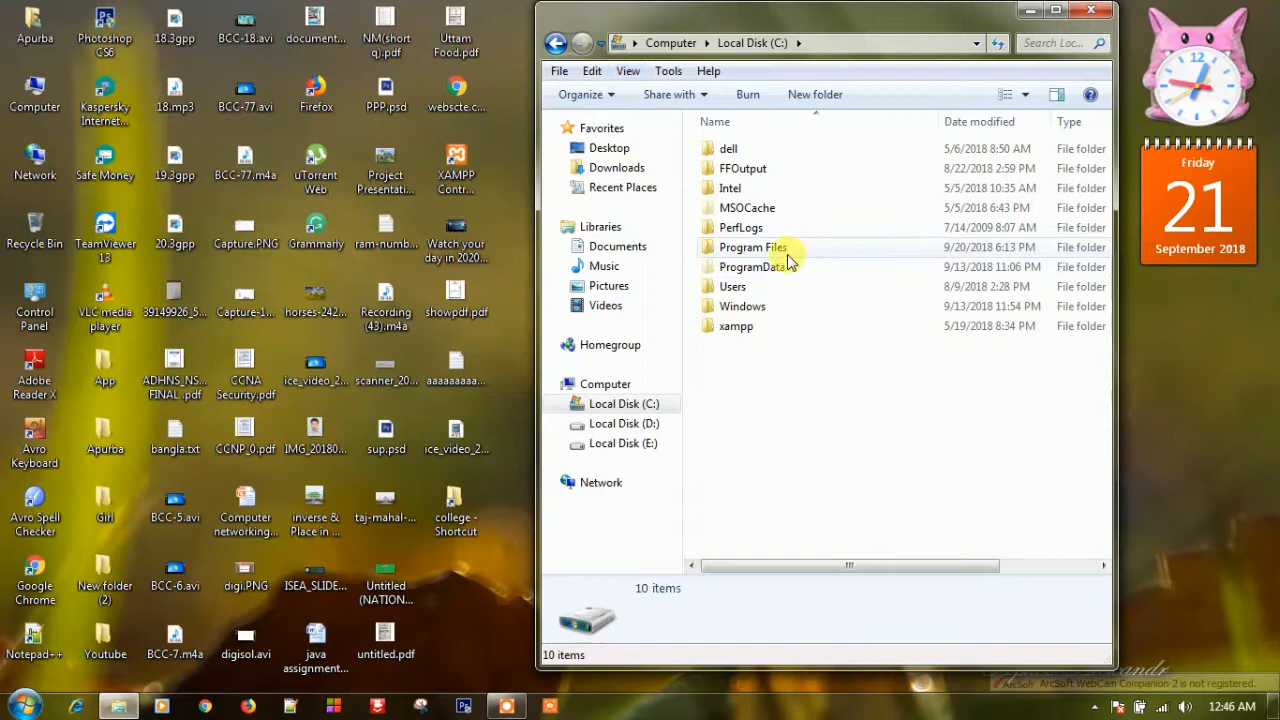 Apurba
Photoshop
CS6
18.3gpp
BCC-18.avi
document...
NM(short
q).pdf
Uttam
Food.pdf
Computer
Kaspersky
Internet...
18.mp3
BCC-77.avi
Firefox
PPP.psd
webscte.c...
Network
Safe Money
19.3gpp
BCC-77.m4a
uTorrent
Web
Project
Presentati...
XAMPP
Contr...
Recycle Bin
TeamViewer
13
20.3gp
Capture.PNG
Grammarly
ram-numb...
Watch your
day in 2020...
Control
Panel
VLC media
player
39149926_5...
Capture-1...
horses-242...
Recording
(43).m4a
showpdf.pdf
Adobe
Reader X
App
ADHNS_NS...
FINAL .pdf
CCNA
Security.pdf
ice_video_2...
scanner_20...
aaaaaaaaa...
Avro
Keyboard
Apurba
bangla.txt
CCNP_0.pdf
IMG_20180...
sup.psd
ice_video_2...
Avro Spell
Checker
Girl
BCC-5.avi
Computer
networking...
inverse &
Place in ...
taj-mahal-...
college -
Shortcut
Google
Chrome
New folder
(2)
BCC-6.avi
digi.PNG
ISEA_SLIDE...
Untitled
(NATION...
Notepad++
Youtube
BCC-7.m4a
digisol.avi
java
assignment...
untitled.pdf
Computer
Local Disk (C:)
Search Loc...
File Edit View Tools Help
Organize Share with Burn New folder
Favorites
Desktop
Downloads
Recent Places
Libraries
Documents
Music
Pictures
Videos
Homegroup
Computer
Local Disk (C:)
Local Disk (D:)
Local Disk (E:)
Network
Name Date modified Type
dell 5/6/2018 8:50 AM File folder
FFOutput 8/22/2018 2:59 PM File folder
Intel 5/5/2018 10:35 AM File folder
MSOCache 5/5/2018 6:43 PM File folder
PerfLogs 7/14/2009 8:07 AM File folder
Program Files 9/20/2018 6:13 PM File folder
ProgramData 9/13/2018 11:06 PM File folder
Users 8/9/2018 2:28 PM File folder
Windows 9/13/2018 11:54 PM File folder
xampp 5/19/2018 8:34 PM File folder
10 items
10 items
12
9
3
6
Friday
21
September 2018
ArcSoft ArcSoft WebCam Companion 2 is not registered.
12:46 AM